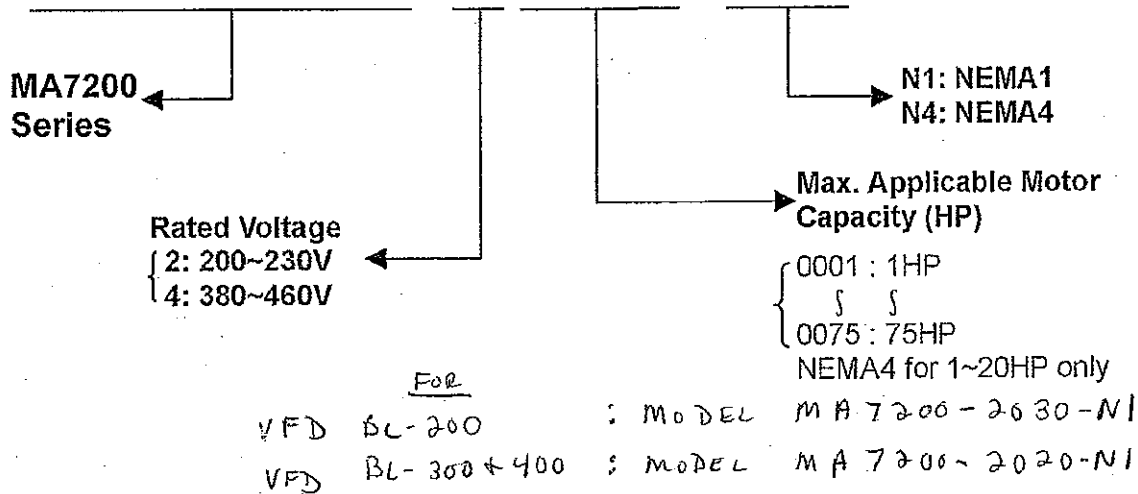 MA7200
Series
N1: NEMA1
N4: NEMA4
Max. Applicable Motor
Capacity (HP)
Rated Voltage
2: 200~230V
4: 380~460V
0001 : 1HP
∫ ∫
0075 : 75HP
NEMA4 for 1~20HP only
FOR
VFD BL-200 : MODEL MA7200-2030-N1
VFD BL-300 + 400 : MODEL MA7200-2020-N1